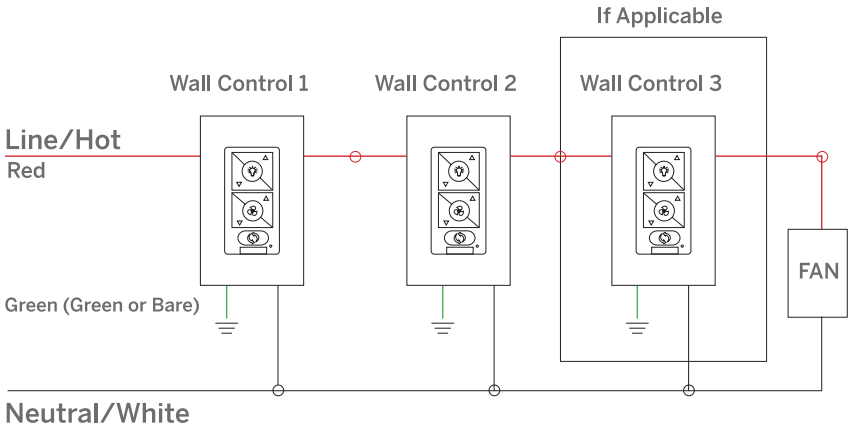 If Applicable
Wall Control 1
Wall Control 2
Wall Control 3
Line/Hot
Red
FAN
Green (Green or Bare)
Neutral/White